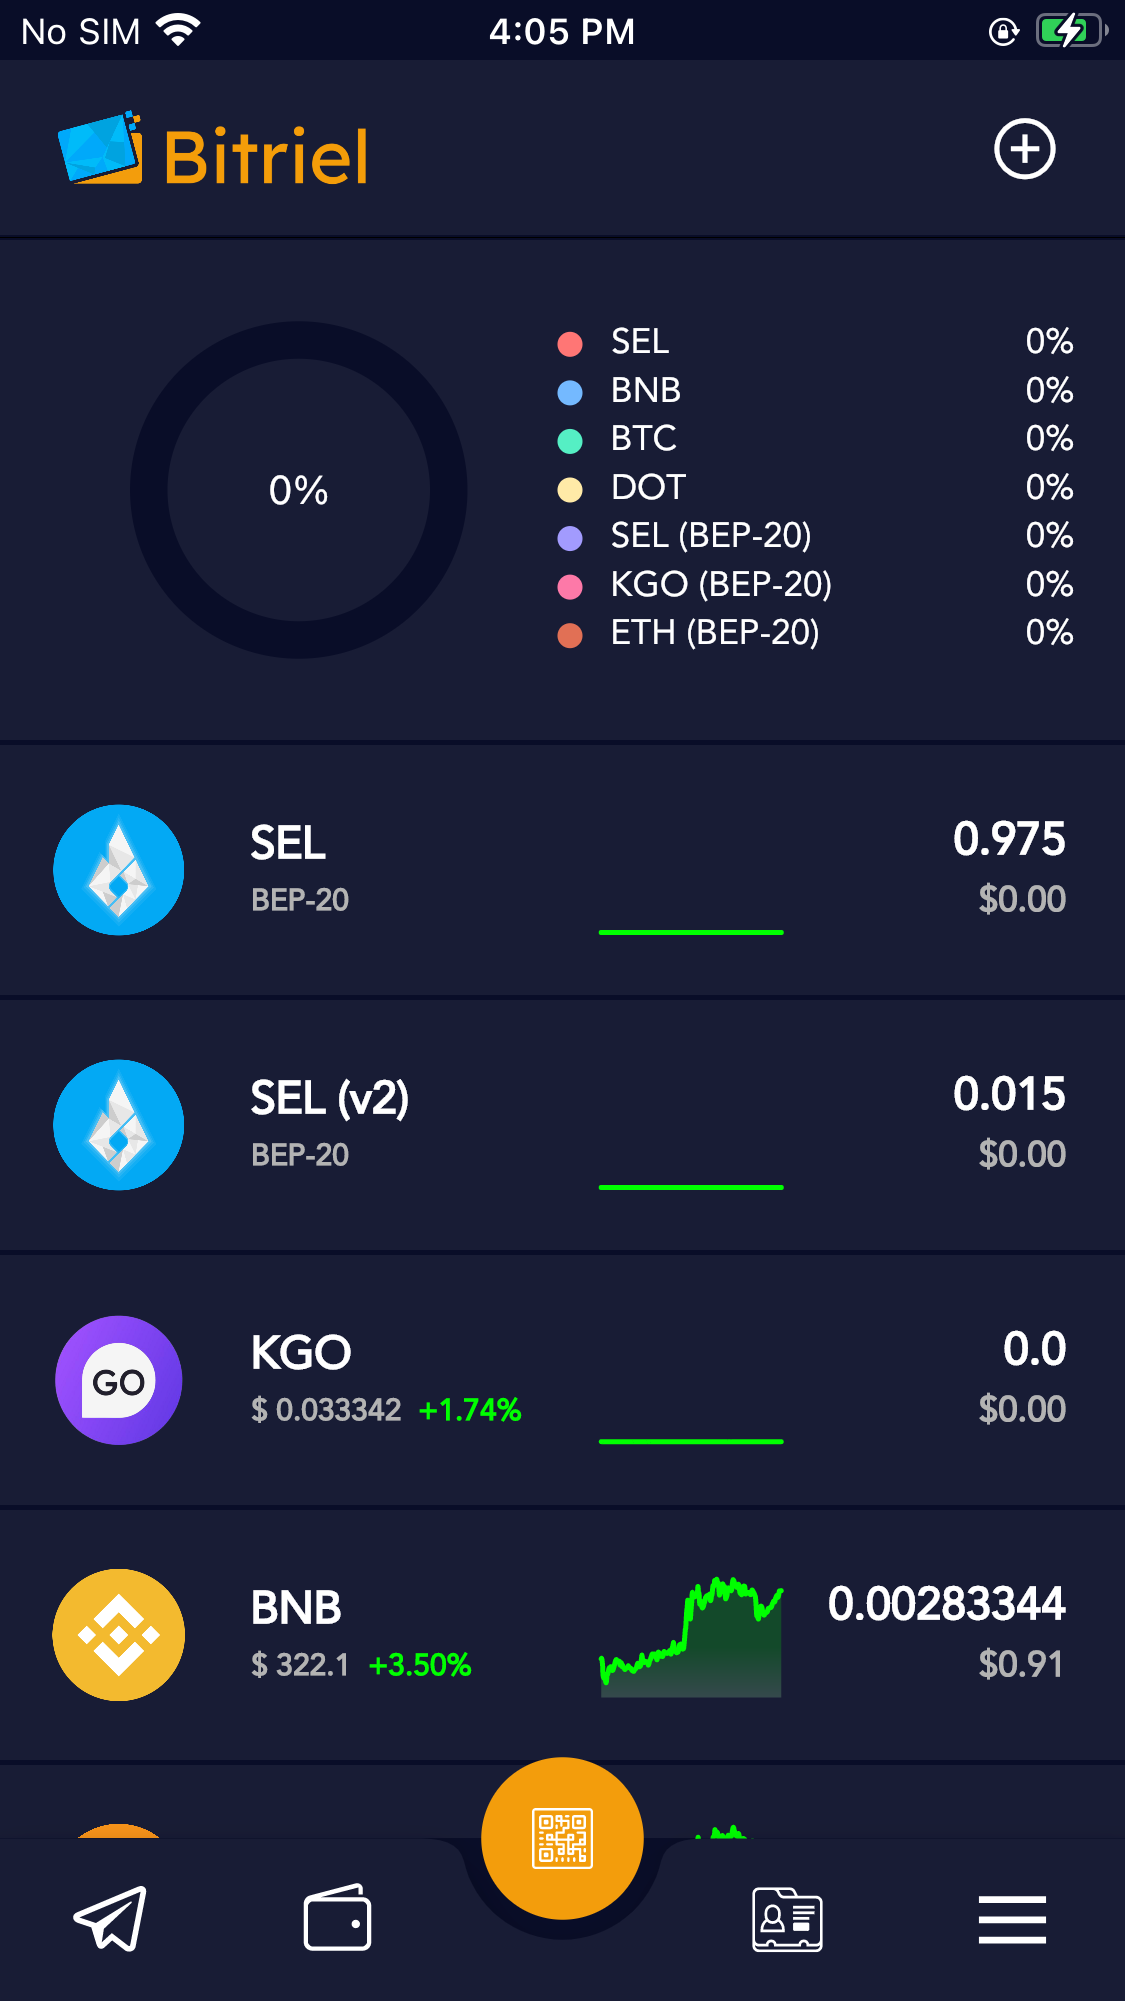 No SIM 4:05 PM
Bitriel
0%
SEL 0%
BNB 0%
BTC 0%
DOT 0%
SEL (BEP-20) 0%
KGO (BEP-20) 0%
ETH (BEP-20) 0%
SEL 0.975
BEP-20 $0.00
SEL (v2) 0.015
BEP-20 $0.00
GO
KGO 0.0
$ 0.033342 +1.74% $0.00
BNB 0.00283344
$ 322.1 +3.50% $0.91